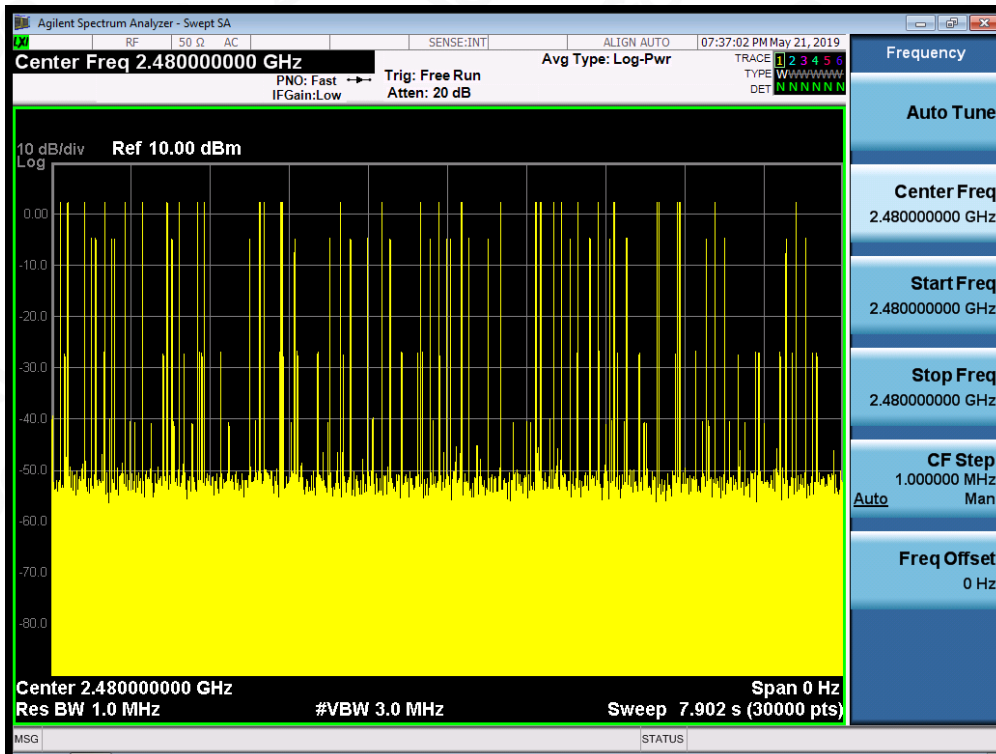 Agilent Spectrum Analyzer - Swept SA
LXI RF 50 Ω AC SENSE:INT ALIGN AUTO 07:37:02 PM May 21, 2019
Center Freq 2.480000000 GHz
PNO: Fast
IFGain:Low
Trig: Free Run
Atten: 20 dB
Avg Type: Log-Pwr
TRACE 1 2 3 4 5 6
TYPE WWWWWWW
DET N N N N N N
10 dB/div Ref 10.00 dBm
Log
0.00
-10.0
-20.0
-30.0
-40.0
-50.0
-60.0
-70.0
-80.0
Center 2.480000000 GHz Span 0 Hz
Res BW 1.0 MHz #VBW 3.0 MHz Sweep 7.902 s (30000 pts)
MSG STATUS
Frequency
Auto Tune
Center Freq
2.480000000 GHz
Start Freq
2.480000000 GHz
Stop Freq
2.480000000 GHz
CF Step
1.000000 MHz
Auto Man
Freq Offset
0 Hz